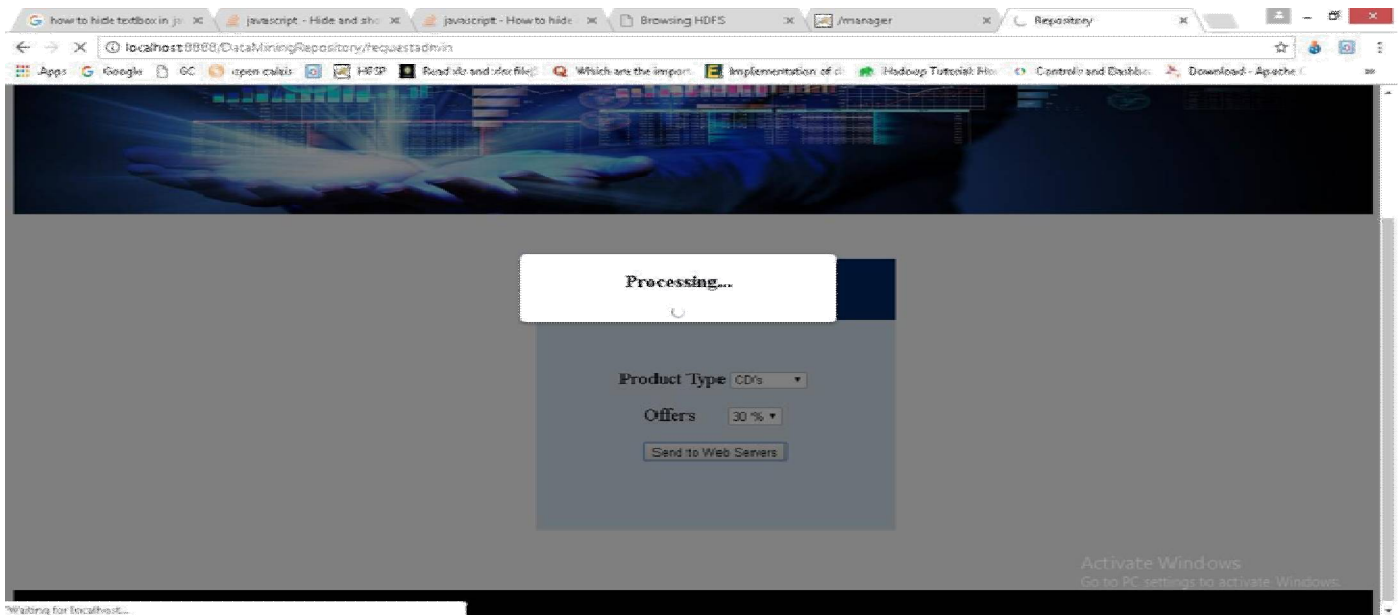 how to hide textbox in ja
javascript - Hide and sho
javascript - How to hide
Browsing HDFS
/manager
Repository
localhost:8888/DataMiningRepository/requestadmin
Apps
Google
GC
open calais
Read xls and xlsx file
Which are the import
Implementation of
Hadoop Tutorial:
Controls and Dashbo
Download - Apache
Processing...
Product Type CD's
Offers 30 %
Send to Web Servers
Activate Windows
Go to PC settings to activate Windows.
Waiting for localhost...